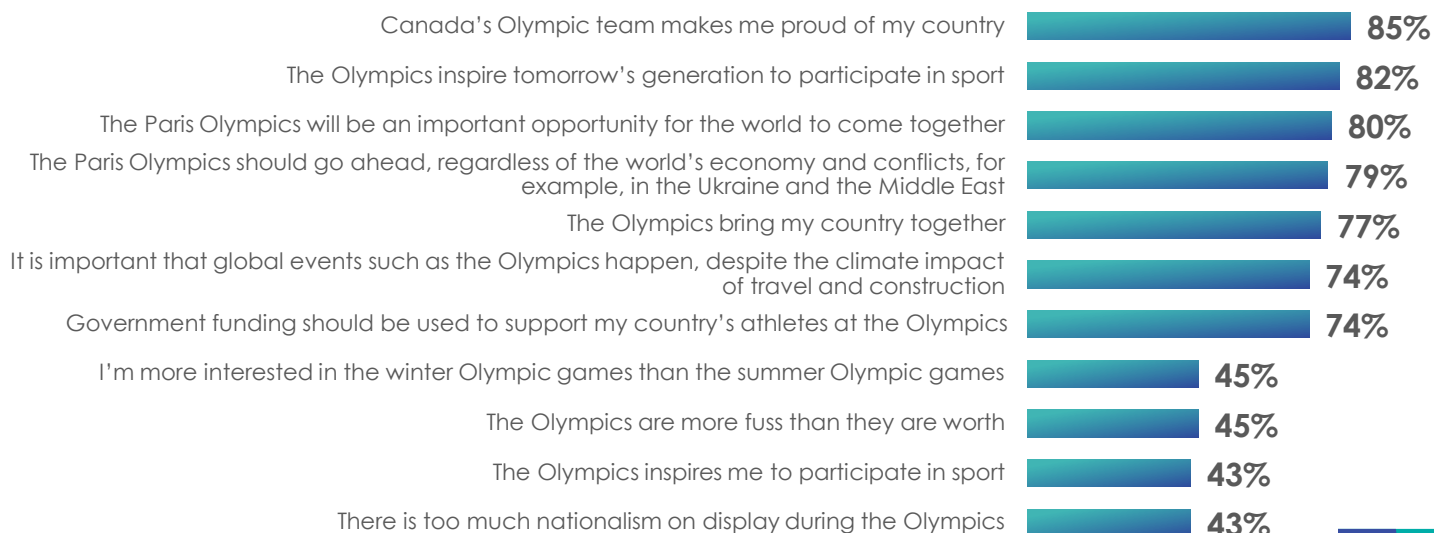 Canada’s Olympic team makes me proud of my country 85%
The Olympics inspire tomorrow’s generation to participate in sport 82%
The Paris Olympics will be an important opportunity for the world to come together 80%
The Paris Olympics should go ahead, regardless of the world’s economy and conflicts, for
example, in the Ukraine and the Middle East 79%
The Olympics bring my country together 77%
It is important that global events such as the Olympics happen, despite the climate impact
of travel and construction 74%
Government funding should be used to support my country’s athletes at the Olympics 74%
I’m more interested in the winter Olympic games than the summer Olympic games 45%
The Olympics are more fuss than they are worth 45%
The Olympics inspires me to participate in sport 43%
There is too much nationalism on display during the Olympics 43%